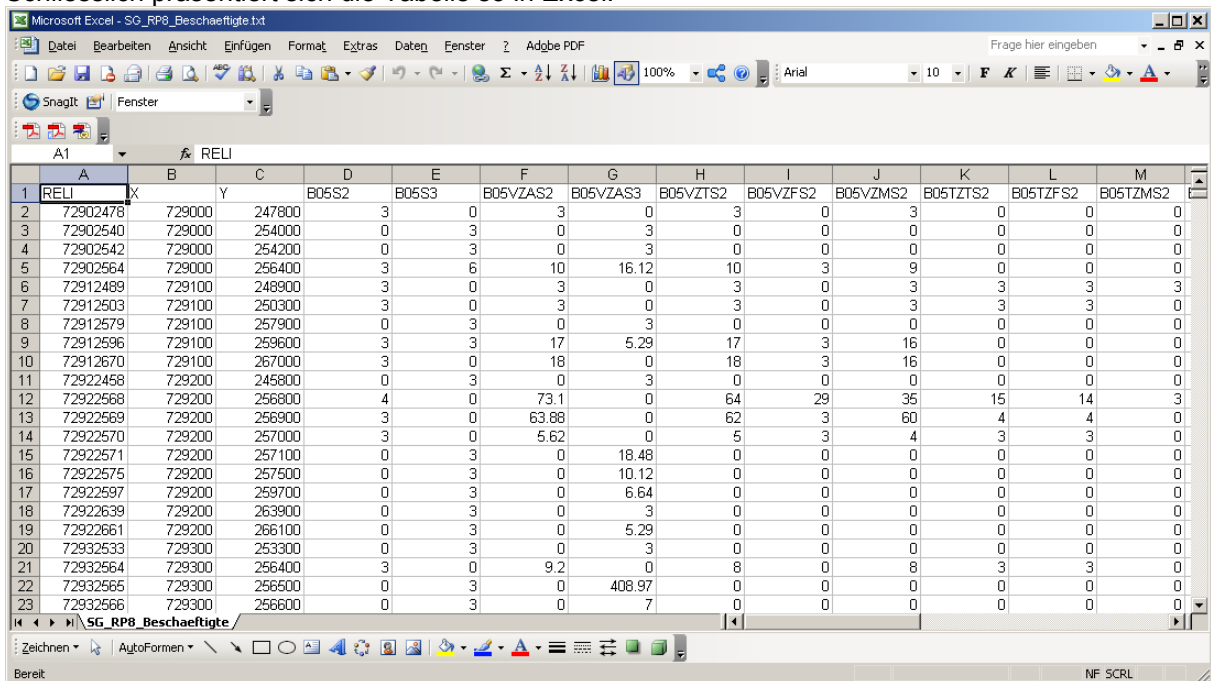 Schliesslich präsentiert sich die Tabelle so in Excel:
Microsoft Excel - SG_RP8_Beschaeftigte.txt
Datei Bearbeiten Ansicht Einfügen Format Extras Daten Fenster ? Adobe PDF Frage hier eingeben
100% Arial 10 F K
SnagIt Fenster
A1 fx RELI
A B C D E F G H I J K L M
1 RELI X Y B05S2 B05S3 B05VZAS2 B05VZAS3 B05VZTS2 B05VZFS2 B05VZMS2 B05TZTS2 B05TZFS2 B05TZMS2
2 72902478 729000 247800 3 0 3 0 3 0 3 0 0 0
3 72902540 729000 254000 0 3 0 3 0 0 0 0 0 0
4 72902542 729000 254200 0 3 0 3 0 0 0 0 0 0
5 72902564 729000 256400 3 6 10 16.12 10 3 9 0 0 0
6 72912489 729100 248900 3 0 3 0 3 0 3 3 3 3
7 72912503 729100 250300 3 0 3 0 3 0 3 3 3 0
8 72912579 729100 257900 0 3 0 3 0 0 0 0 0 0
9 72912596 729100 259600 3 3 17 5.29 17 3 16 0 0 0
10 72912670 729100 267000 3 0 18 0 18 3 16 0 0 0
11 72922458 729200 245800 0 3 0 3 0 0 0 0 0 0
12 72922568 729200 256800 4 0 73.1 0 64 29 35 15 14 3
13 72922569 729200 256900 3 0 63.88 0 62 3 60 4 4 0
14 72922570 729200 257000 3 0 5.62 0 5 3 4 3 3 0
15 72922571 729200 257100 0 3 0 18.48 0 0 0 0 0 0
16 72922575 729200 257500 0 3 0 10.12 0 0 0 0 0 0
17 72922597 729200 259700 0 3 0 6.64 0 0 0 0 0 0
18 72922639 729200 263900 0 3 0 3 0 0 0 0 0 0
19 72922661 729200 266100 0 3 0 5.29 0 0 0 0 0 0
20 72932533 729300 253300 0 3 0 3 0 0 0 0 0 0
21 72932564 729300 256400 3 0 9.2 0 8 0 8 3 3 0
22 72932565 729300 256500 0 3 0 408.97 0 0 0 0 0 0
23 72932566 729300 256600 0 3 0 7 0 0 0 0 0 0
SG_RP8_Beschaeftigte
Zeichnen AutoFormen
Bereit NF SCRL